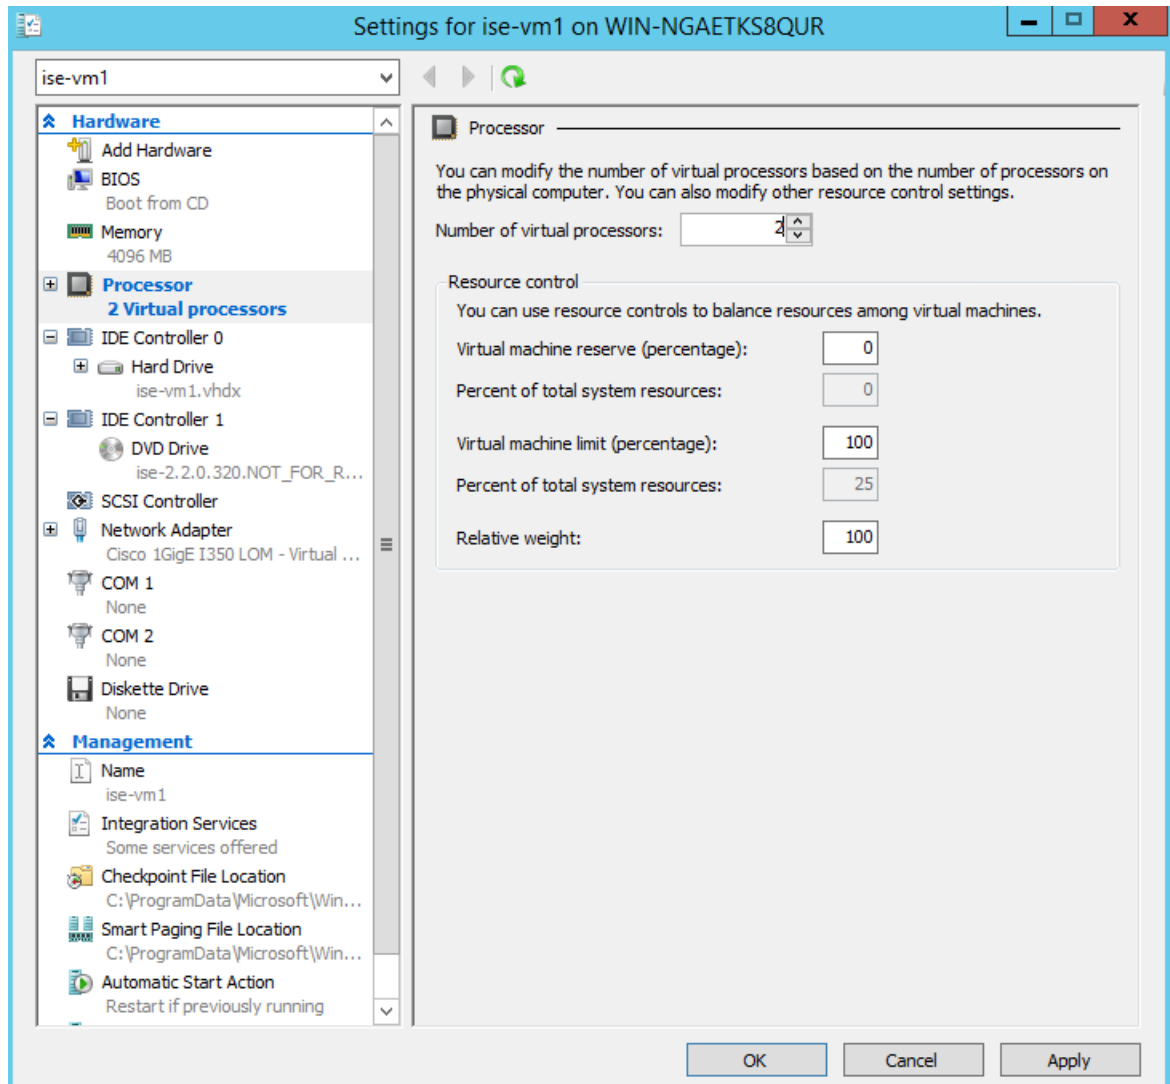 Settings for ise-vm1 on WIN-NGAETKS8QUR
ise-vm1
Hardware
Add Hardware
BIOS
Boot from CD
Memory
4096 MB
Processor
2 Virtual processors
IDE Controller 0
Hard Drive
ise-vm1.vhdx
IDE Controller 1
DVD Drive
ise-2.2.0.320.NOT_FOR_R...
SCSI Controller
Network Adapter
Cisco 1GigE I350 LOM - Virtual ...
COM 1
None
COM 2
None
Diskette Drive
None
Management
Name
ise-vm1
Integration Services
Some services offered
Checkpoint File Location
C:\ProgramData\Microsoft\Win...
Smart Paging File Location
C:\ProgramData\Microsoft\Win...
Automatic Start Action
Restart if previously running
Processor
You can modify the number of virtual processors based on the number of processors on
the physical computer. You can also modify other resource control settings.
Number of virtual processors: 2
Resource control
You can use resource controls to balance resources among virtual machines.
Virtual machine reserve (percentage): 0
Percent of total system resources: 0
Virtual machine limit (percentage): 100
Percent of total system resources: 25
Relative weight: 100
OK Cancel Apply